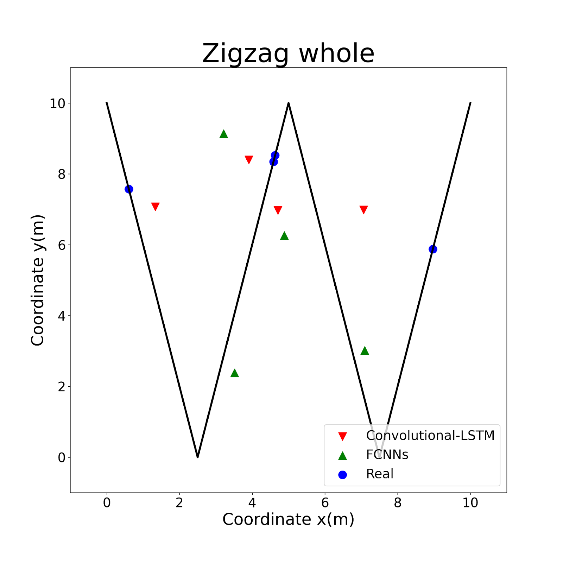 Zigzag whole
10
8
6
4
2
0
Coordinate y(m)
0 2 4 6 8 10
Coordinate x(m)
Convolutional-LSTM
FCNNs
Real